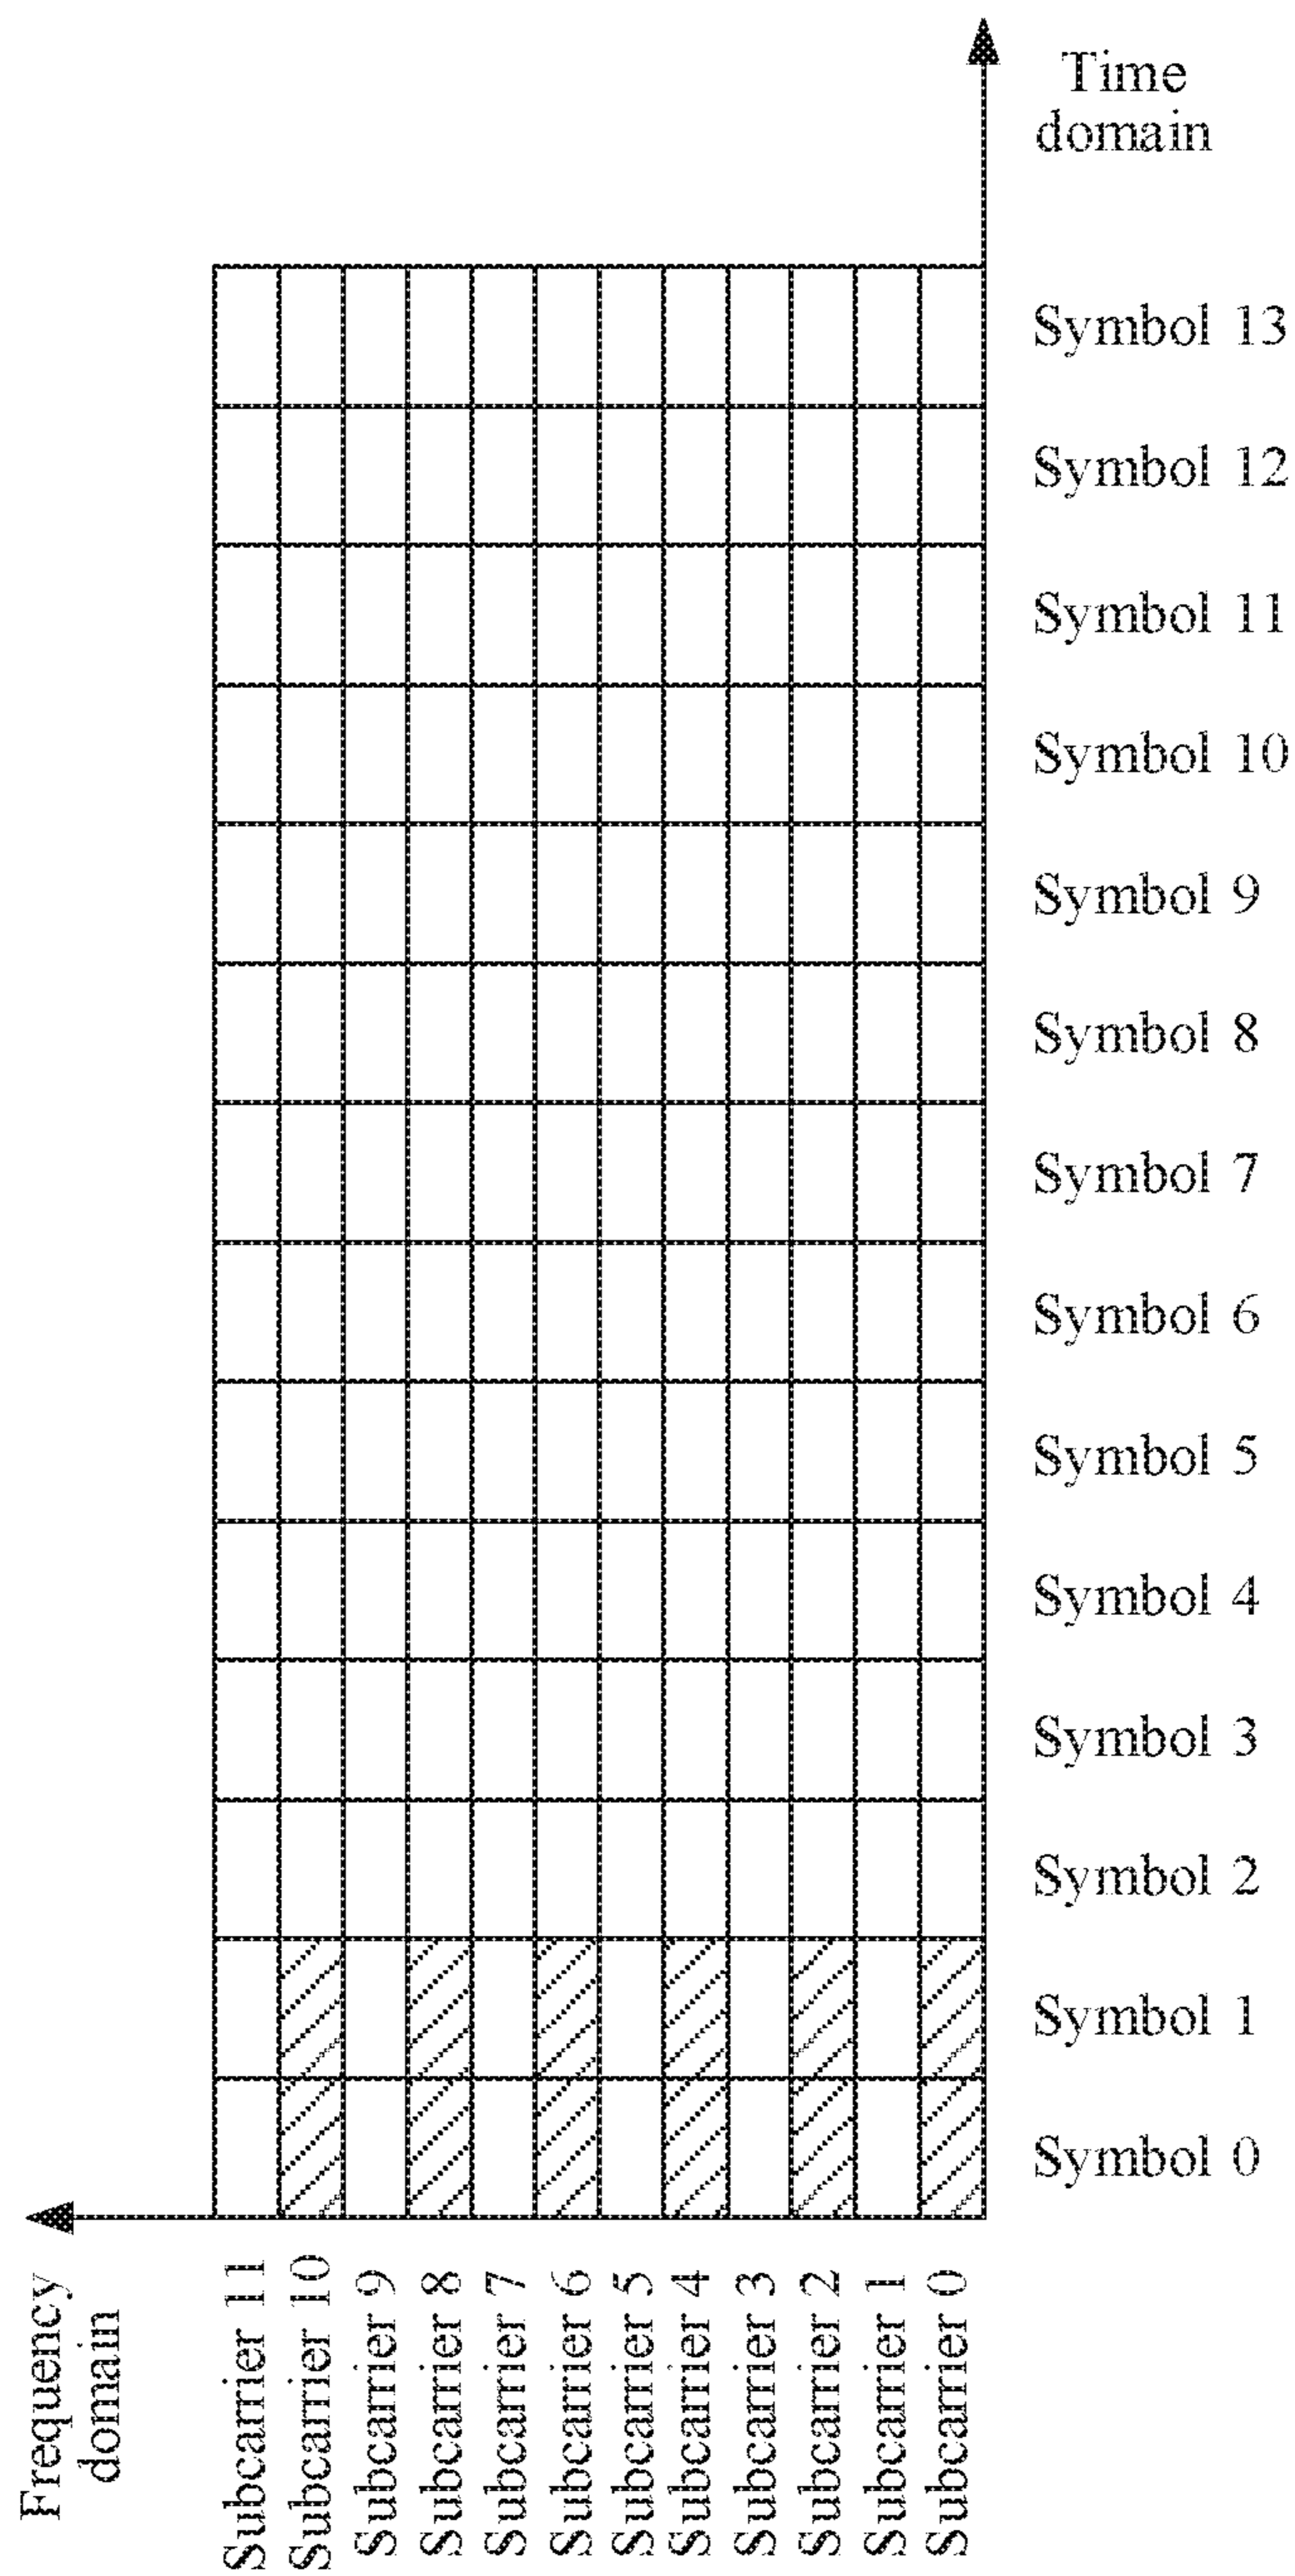 Time
domain
Symbol 13
Symbol 12
Symbol 11
Symbol 10
Symbol 9
Symbol 8
Symbol 7
Symbol 6
Symbol 5
Symbol 4
Symbol 3
Symbol 2
Symbol 1
Symbol 0
Frequency
domain
Subcarrier 11
Subcarrier 10
Subcarrier 9
Subcarrier 8
Subcarrier 7
Subcarrier 6
Subcarrier 5
Subcarrier 4
Subcarrier 3
Subcarrier 2
Subcarrier 1
Subcarrier 0